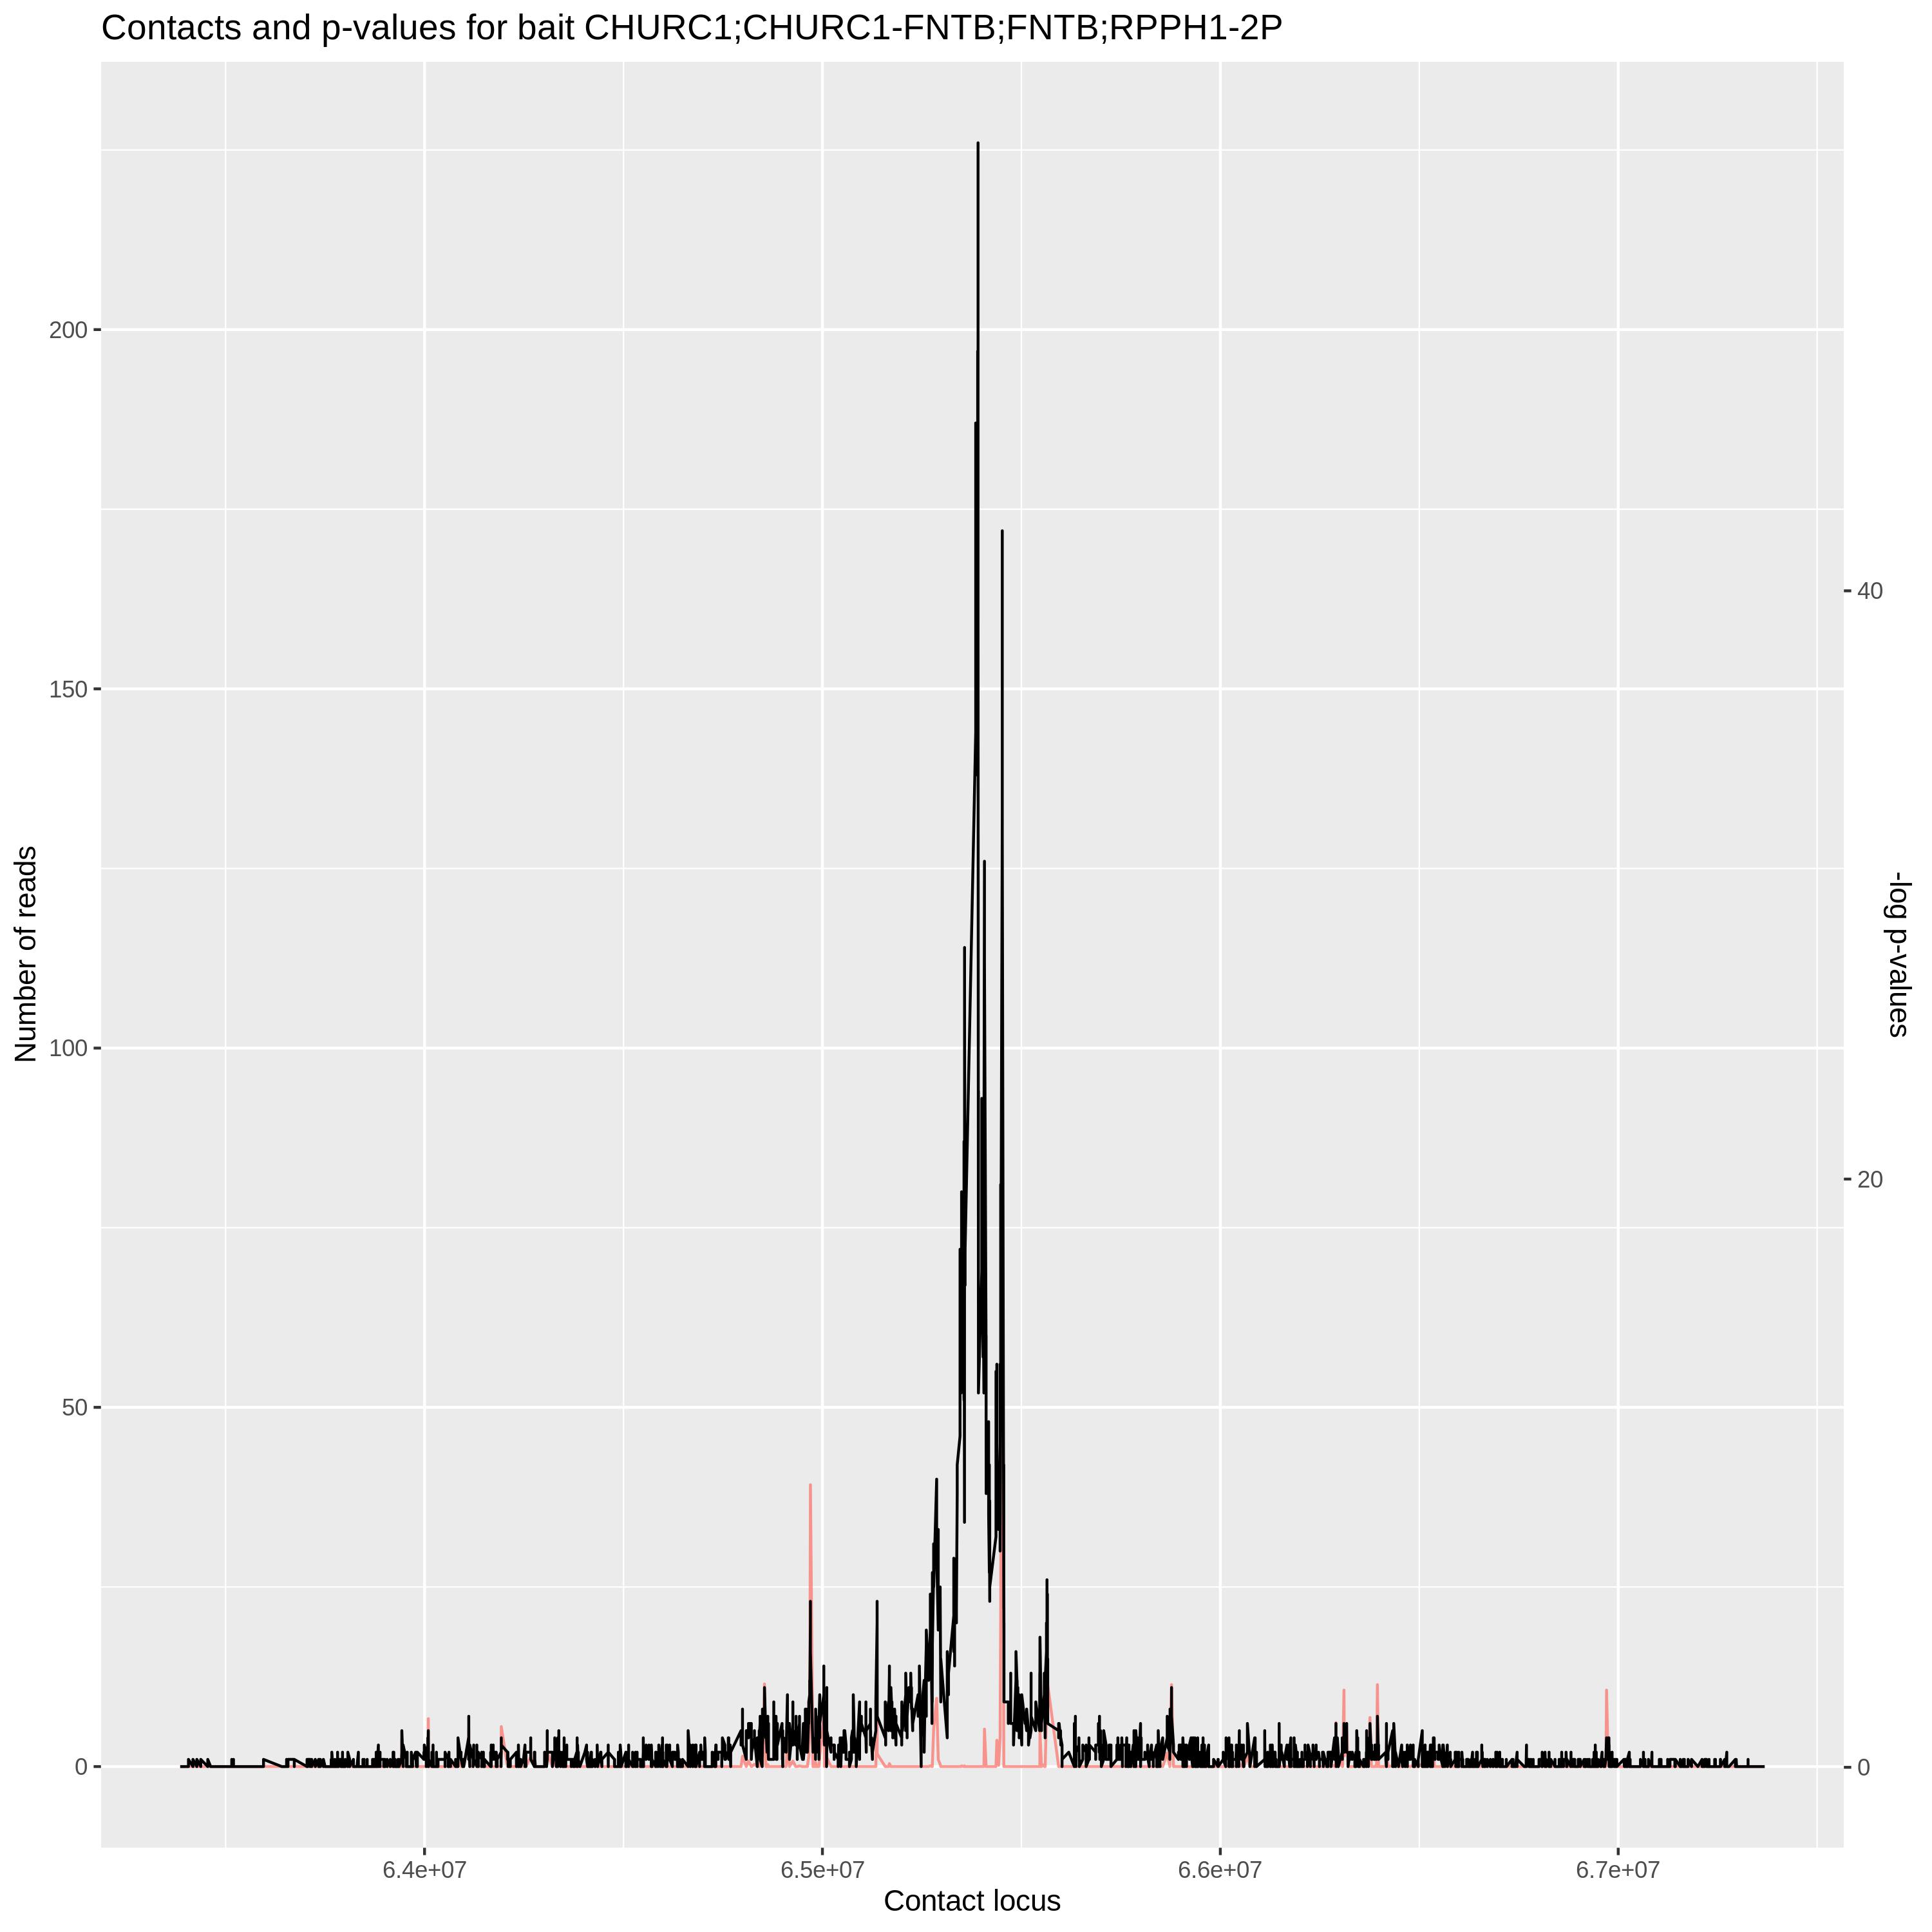 Contacts and p-values for bait CHURC1;CHURC1-FNTB;FNTB;RPPH1-2P
Number of reads
200
150
100
50
0
40
20
0
-log p-values
6.4e+07 6.5e+07 6.6e+07 6.7e+07
Contact locus